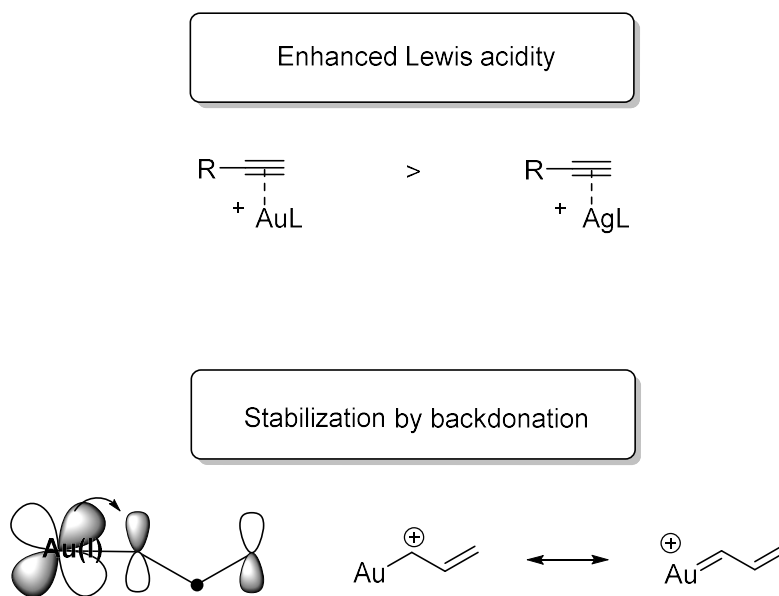 Enhanced Lewis acidity
R > R
+ AuL + AgL
Stabilization by backdonation
Au(I) + +
Au Au